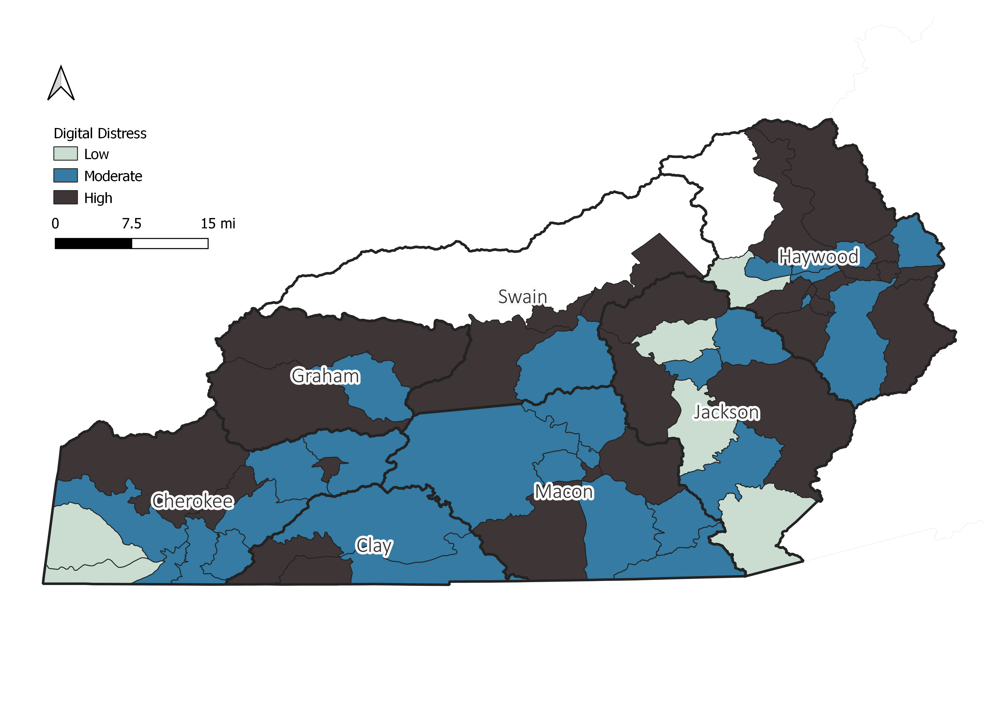 Digital Distress
Low
Moderate
High
0 7.5 15 mi
Haywood
Swain
Graham
Jackson
Macon
Cherokee
Clay